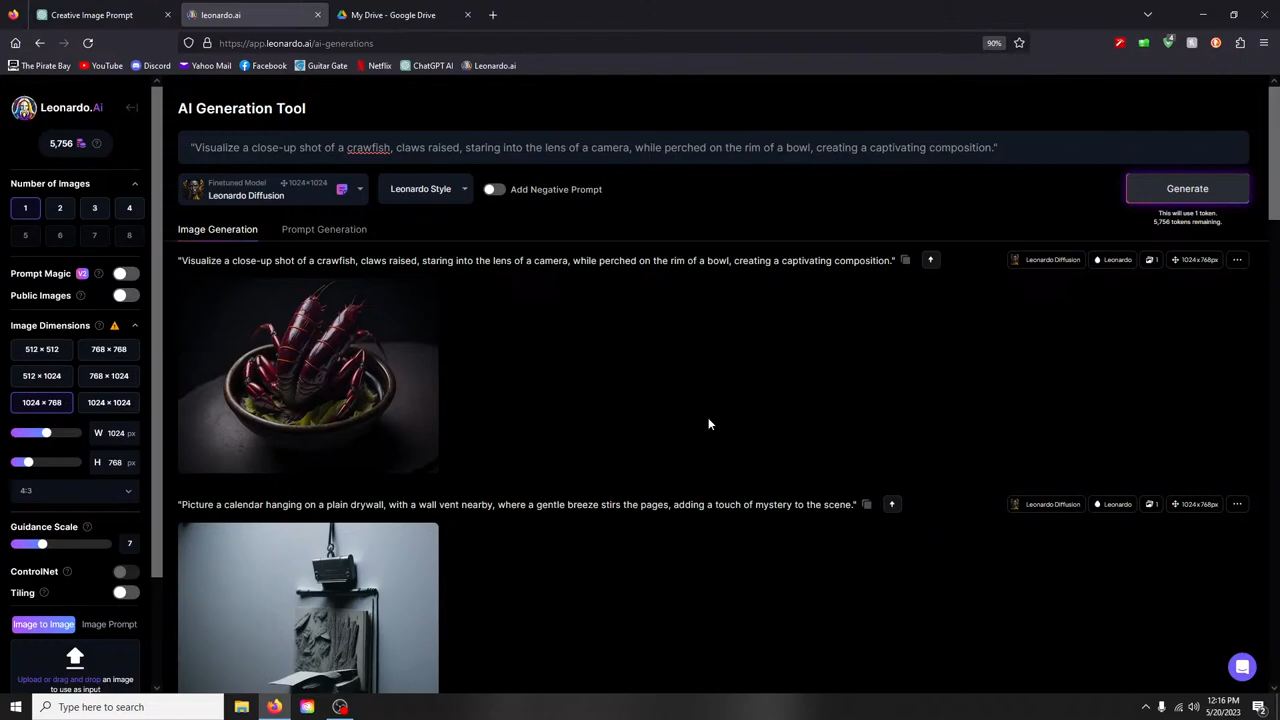 Creative Image Prompt
leonardo.ai
My Drive - Google Drive
https://app.leonardo.ai/ai-generations
90%
The Pirate Bay
YouTube
Discord
Yahoo Mail
Facebook
Guitar Gate
Netflix
ChatGPT AI
Leonardo.ai
Leonardo.Ai
5,756
Number of Images
1 2 3 4
5 6 7 8
Prompt Magic V2
Public Images
Image Dimensions
512 × 512 768 × 768
512 × 1024 768 × 1024
1024 × 768 1024 × 1024
W 1024 px
H 768 px
4:3
Guidance Scale
7
ControlNet
Tiling
Image to Image Image Prompt
Upload or drag and drop an image
to use as input
AI Generation Tool
"Visualize a close-up shot of a crawfish, claws raised, staring into the lens of a camera, while perched on the rim of a bowl, creating a captivating composition."
Finetuned Model 1024×1024
Leonardo Diffusion
Leonardo Style
Add Negative Prompt
Generate
This will use 1 token.
5,756 tokens remaining.
Image Generation Prompt Generation
"Visualize a close-up shot of a crawfish, claws raised, staring into the lens of a camera, while perched on the rim of a bowl, creating a captivating composition."
Leonardo Diffusion Leonardo 1 1024x768px
"Picture a calendar hanging on a plain drywall, with a wall vent nearby, where a gentle breeze stirs the pages, adding a touch of mystery to the scene."
Leonardo Diffusion Leonardo 1 1024x768px
Type here to search
12:16 PM
5/20/2023
2